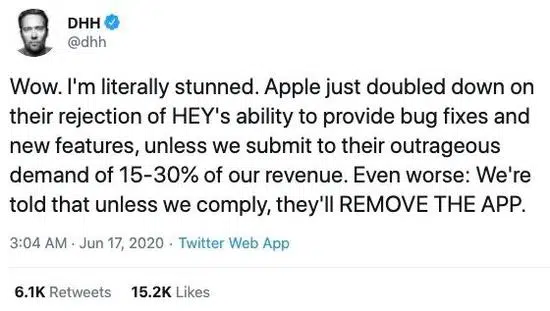 DHH
@dhh
Wow. I'm literally stunned. Apple just doubled down on
their rejection of HEY's ability to provide bug fixes and
new features, unless we submit to their outrageous
demand of 15-30% of our revenue. Even worse: We're
told that unless we comply, they'll REMOVE THE APP.
3:04 AM · Jun 17, 2020 · Twitter Web App
6.1K Retweets 15.2K Likes